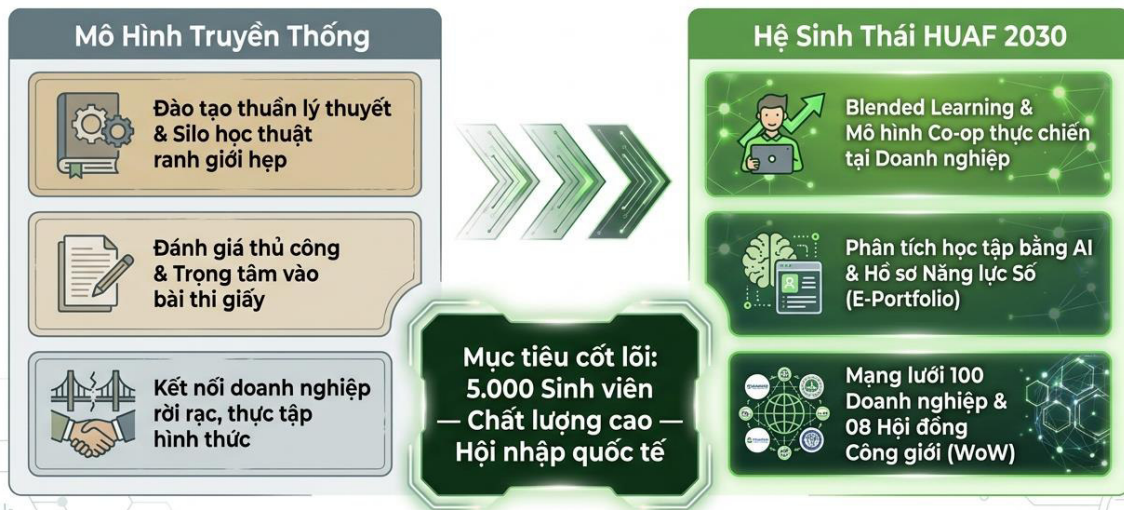 Mô Hình Truyền Thống
Đào tạo thuần lý thuyết
& Silo học thuật
ranh giới hẹp
Đánh giá thủ công
& Trọng tâm vào
bài thi giấy
Kết nối doanh nghiệp
rời rạc, thực tập
hình thức
Mục tiêu cốt lõi:
5.000 Sinh viên
— Chất lượng cao —
Hội nhập quốc tế
Hệ Sinh Thái HUAF 2030
Blended Learning &
Mô hình Co-op thực chiến
tại Doanh nghiệp
Phân tích học tập bằng AI
& Hồ sơ Năng lực Số
(E-Portfolio)
Mạng lưới 100
Doanh nghiệp &
08 Hội đồng
Công giới (WoW)